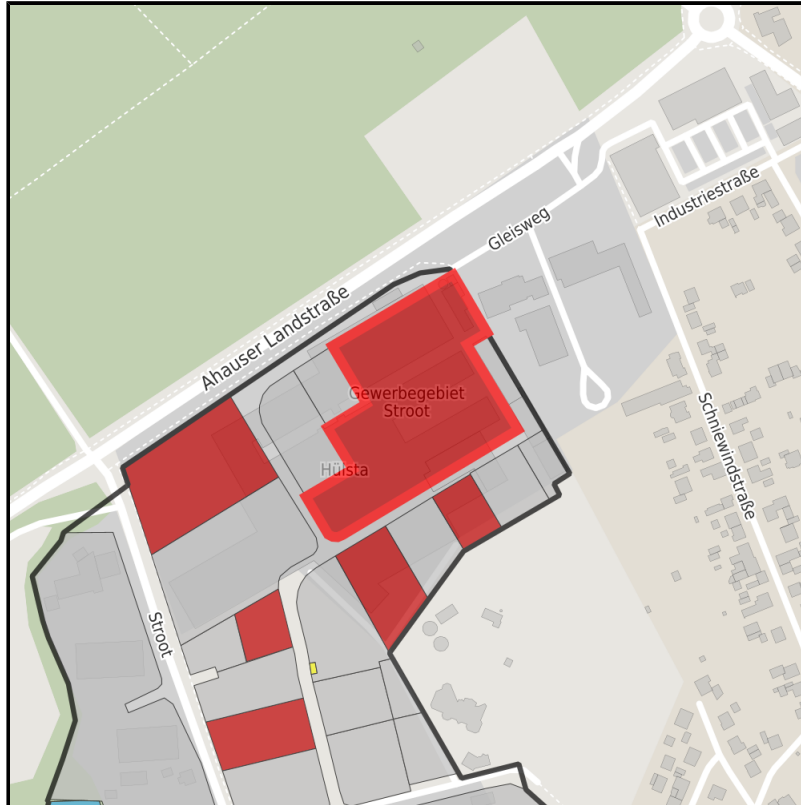 Industriestraße
Gleisweg
Ahauser Landstraße
Gewerbegebiet
Stroot
Schniewindstraße
Hülsta
Stroot